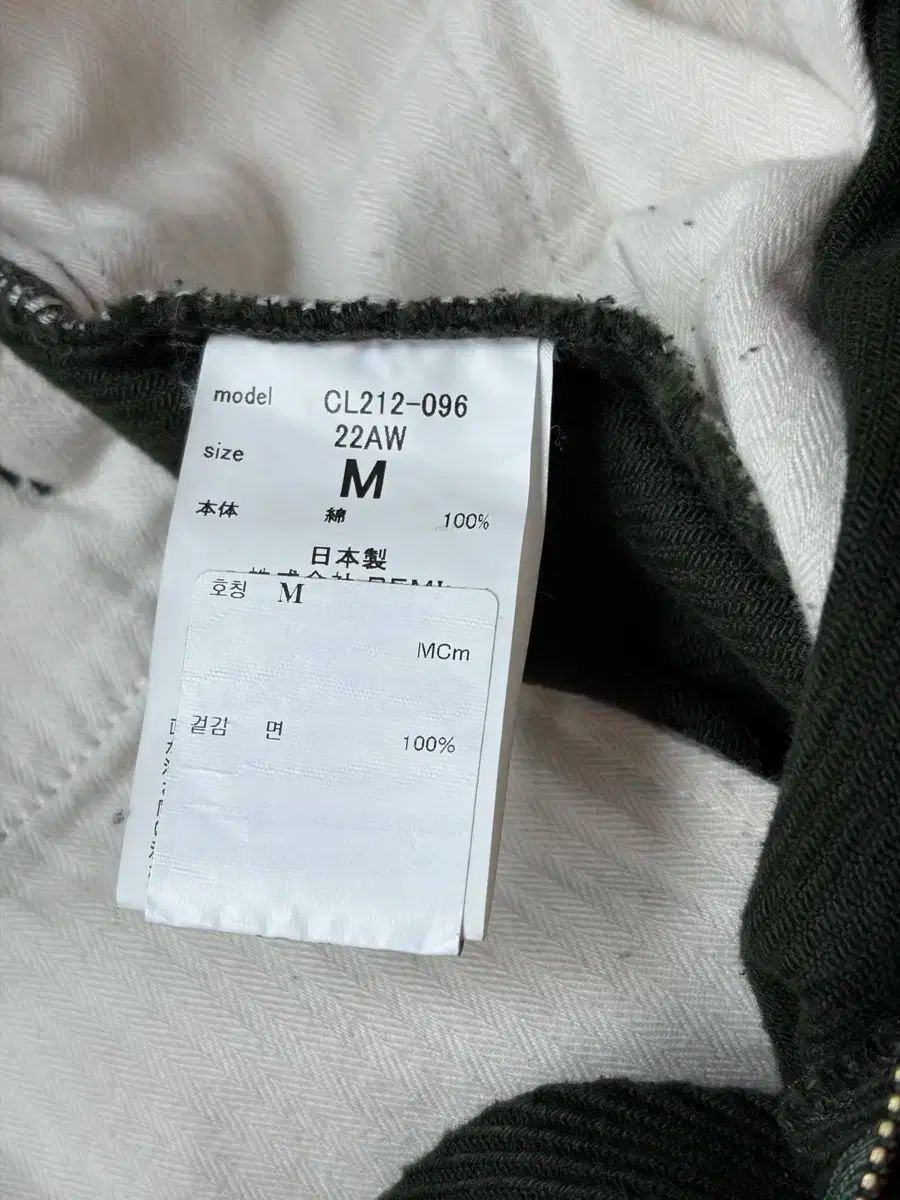 model CL212-096
22AW
size M
本体 綿 100%
日本製
호칭 M
MCm
겉감 면 100%